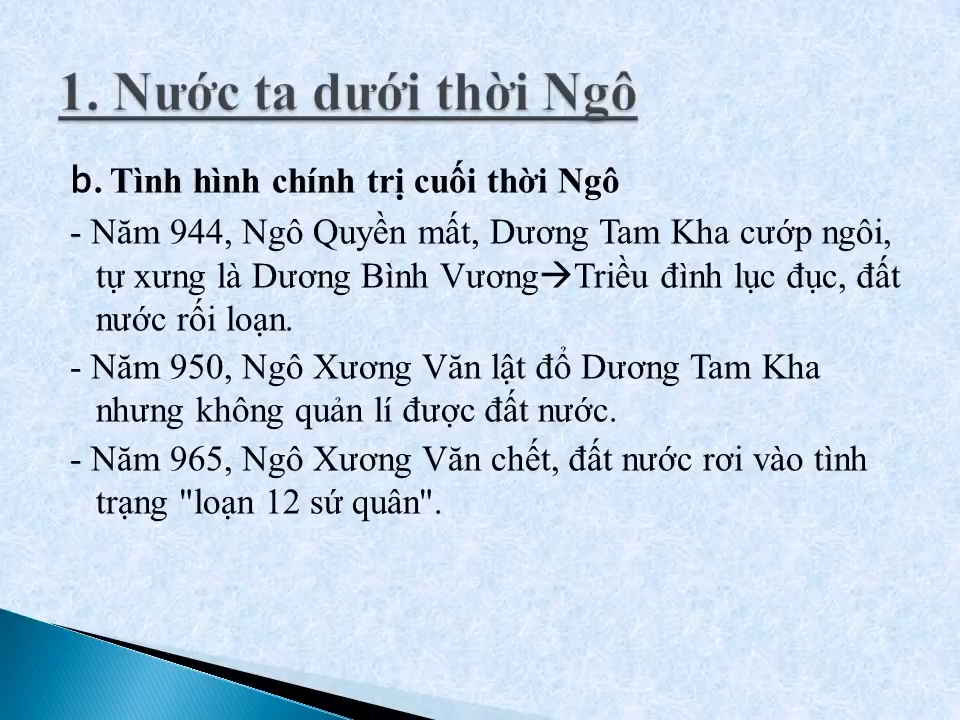 1. Nước ta dưới thời Ngô
b. Tình hình chính trị cuối thời Ngô
- Năm 944, Ngô Quyền mất, Dương Tam Kha cướp ngôi,
tự xưng là Dương Bình Vương→Triều đình lục đục, đất
nước rối loạn.
- Năm 950, Ngô Xương Văn lật đổ Dương Tam Kha
nhưng không quản lí được đất nước.
- Năm 965, Ngô Xương Văn chết, đất nước rơi vào tình
trạng "loạn 12 sứ quân".